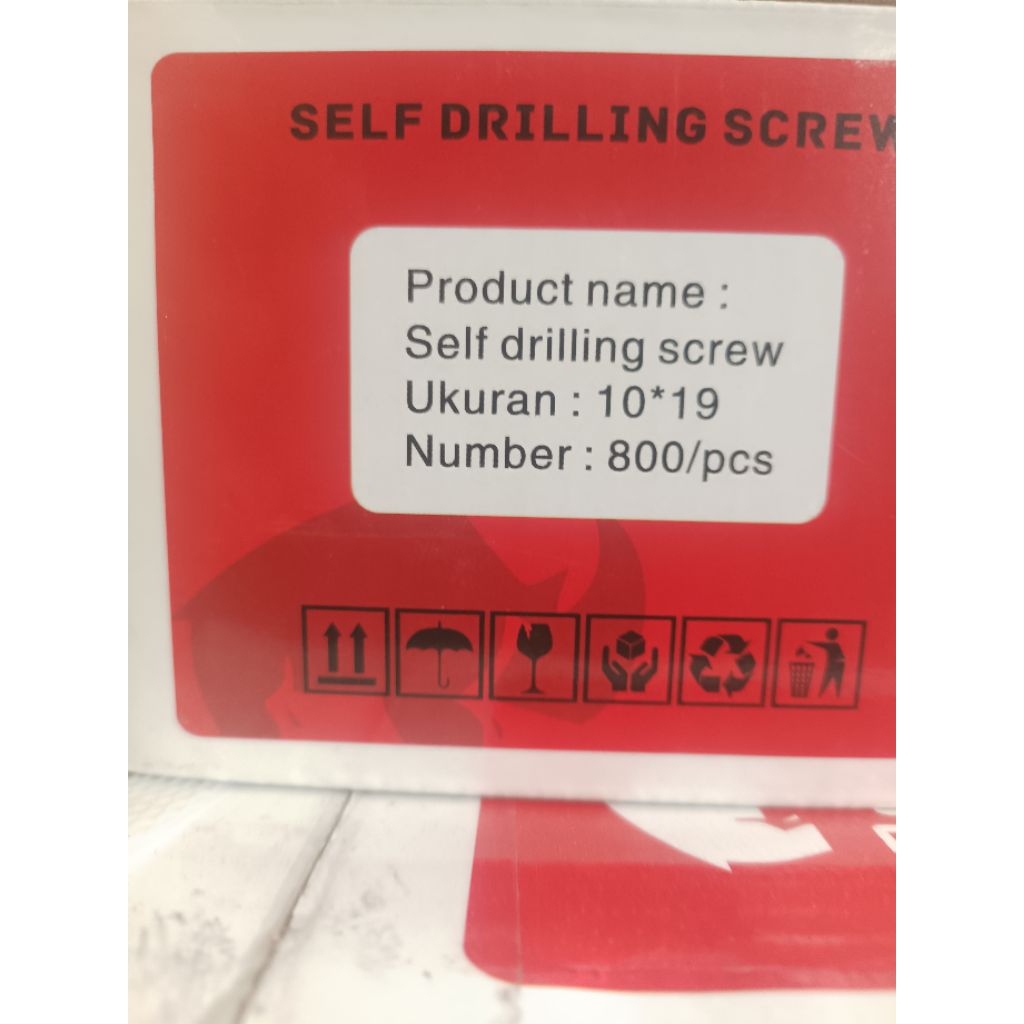 SELF DRILLING SCREW
Product name :
Self drilling screw
Ukuran : 10*19
Number : 800/pcs